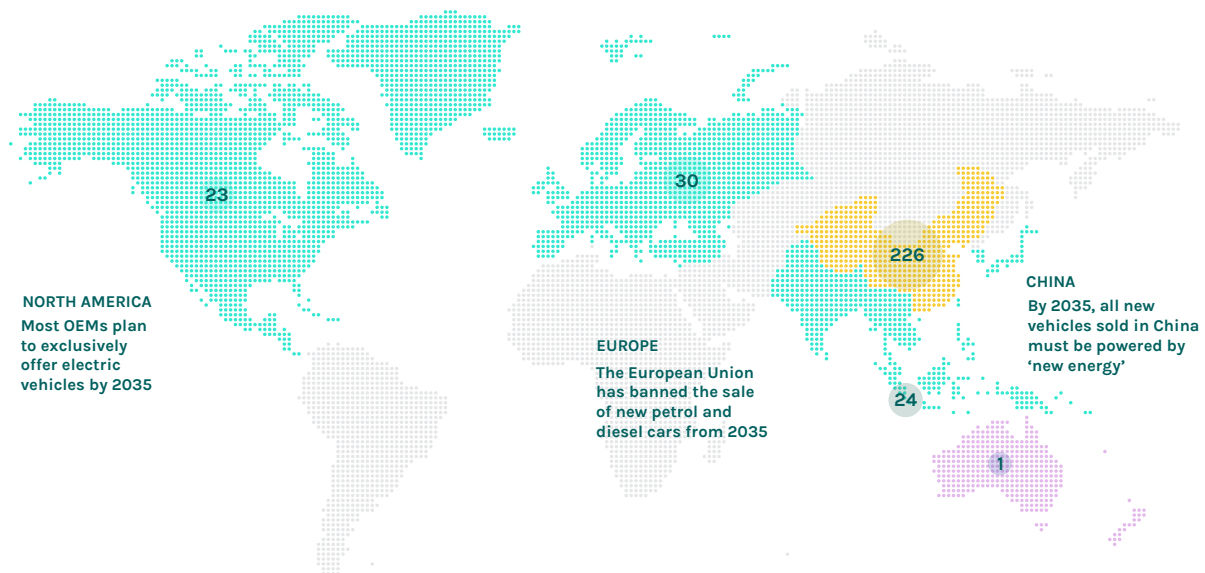 23
30
226
NORTH AMERICA
Most OEMs plan
to exclusively
offer electric
vehicles by 2035
EUROPE
The European Union
has banned the sale
of new petrol and
diesel cars from 2035
CHINA
By 2035, all new
vehicles sold in China
must be powered by
‘new energy’
24
1